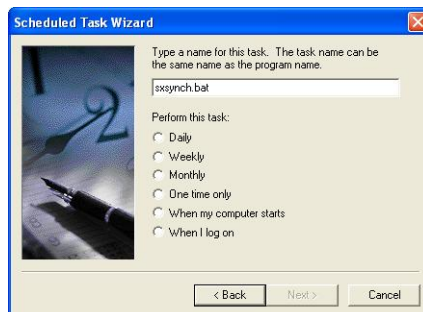 Scheduled Task Wizard
Type a name for this task. The task name can be
the same name as the program name.
sxsynch.bat
Perform this task:
Daily
Weekly
Monthly
One time only
When my computer starts
When I log on
< Back
Next >
Cancel